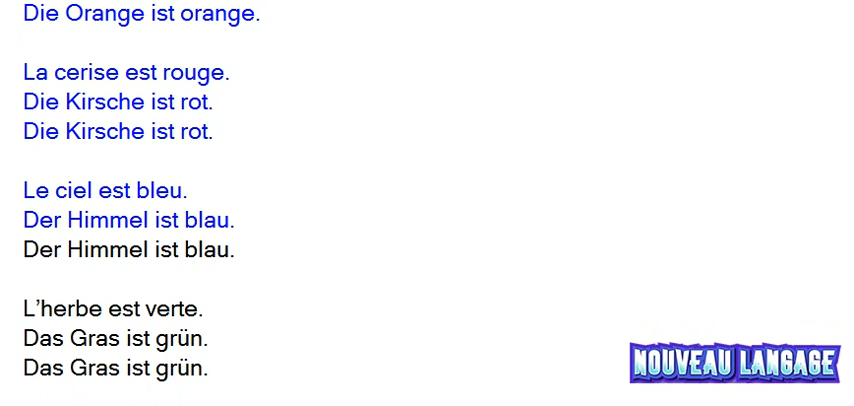 Die Orange ist orange.
La cerise est rouge.
Die Kirsche ist rot.
Die Kirsche ist rot.
Le ciel est bleu.
Der Himmel ist blau.
Der Himmel ist blau.
L’herbe est verte.
Das Gras ist grün.
Das Gras ist grün.
NOUVEAU LANGAGE